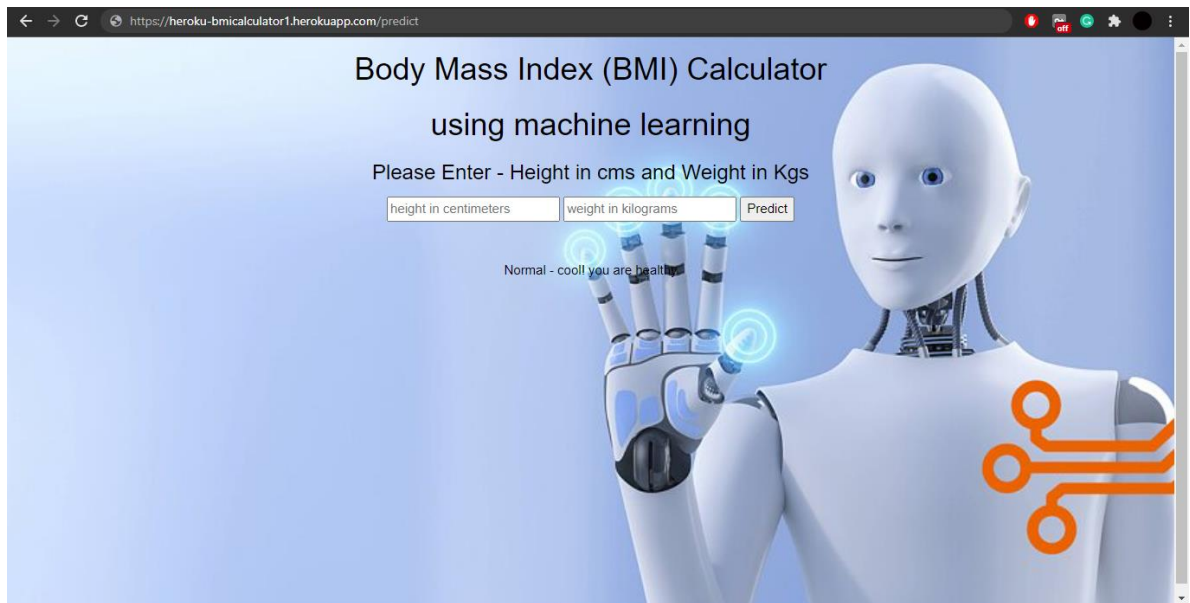 https://heroku-bmicalculator1.herokuapp.com/predict
off
Body Mass Index (BMI) Calculator
using machine learning
Please Enter - Height in cms and Weight in Kgs
height in centimeters weight in kilograms Predict
Normal - cool! you are healthy.